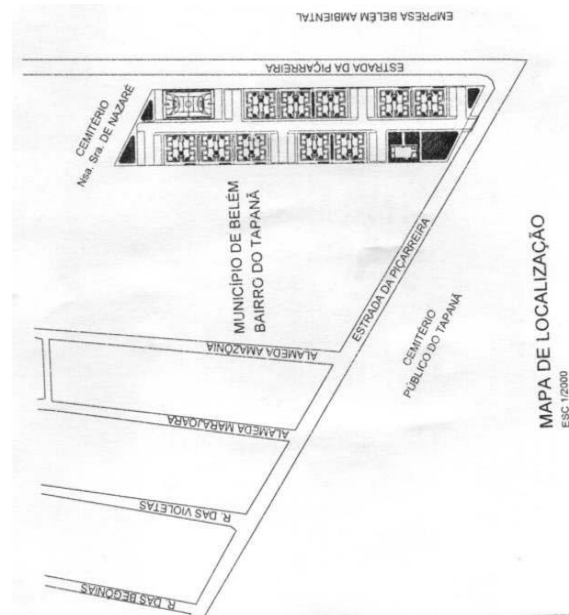 EMPRESA BELÉM AMBIENTAL
ESTRADA DA PIÇARREIRA
CEMITÉRIO
Nsa. Sra. DE NAZARÉ
MUNICÍPIO DE BELÉM
BAIRRO DO TAPANÃ
ESTRADA DA PIÇARREIRA
CEMITÉRIO
PÚBLICO DO TAPANÃ
ALAMEDA AMAZÔNIA
ALAMEDA MARAJOARA
R. DAS VIOLETAS
R. DAS BEGÔNIAS
MAPA DE LOCALIZAÇÃO
ESC 1/2000